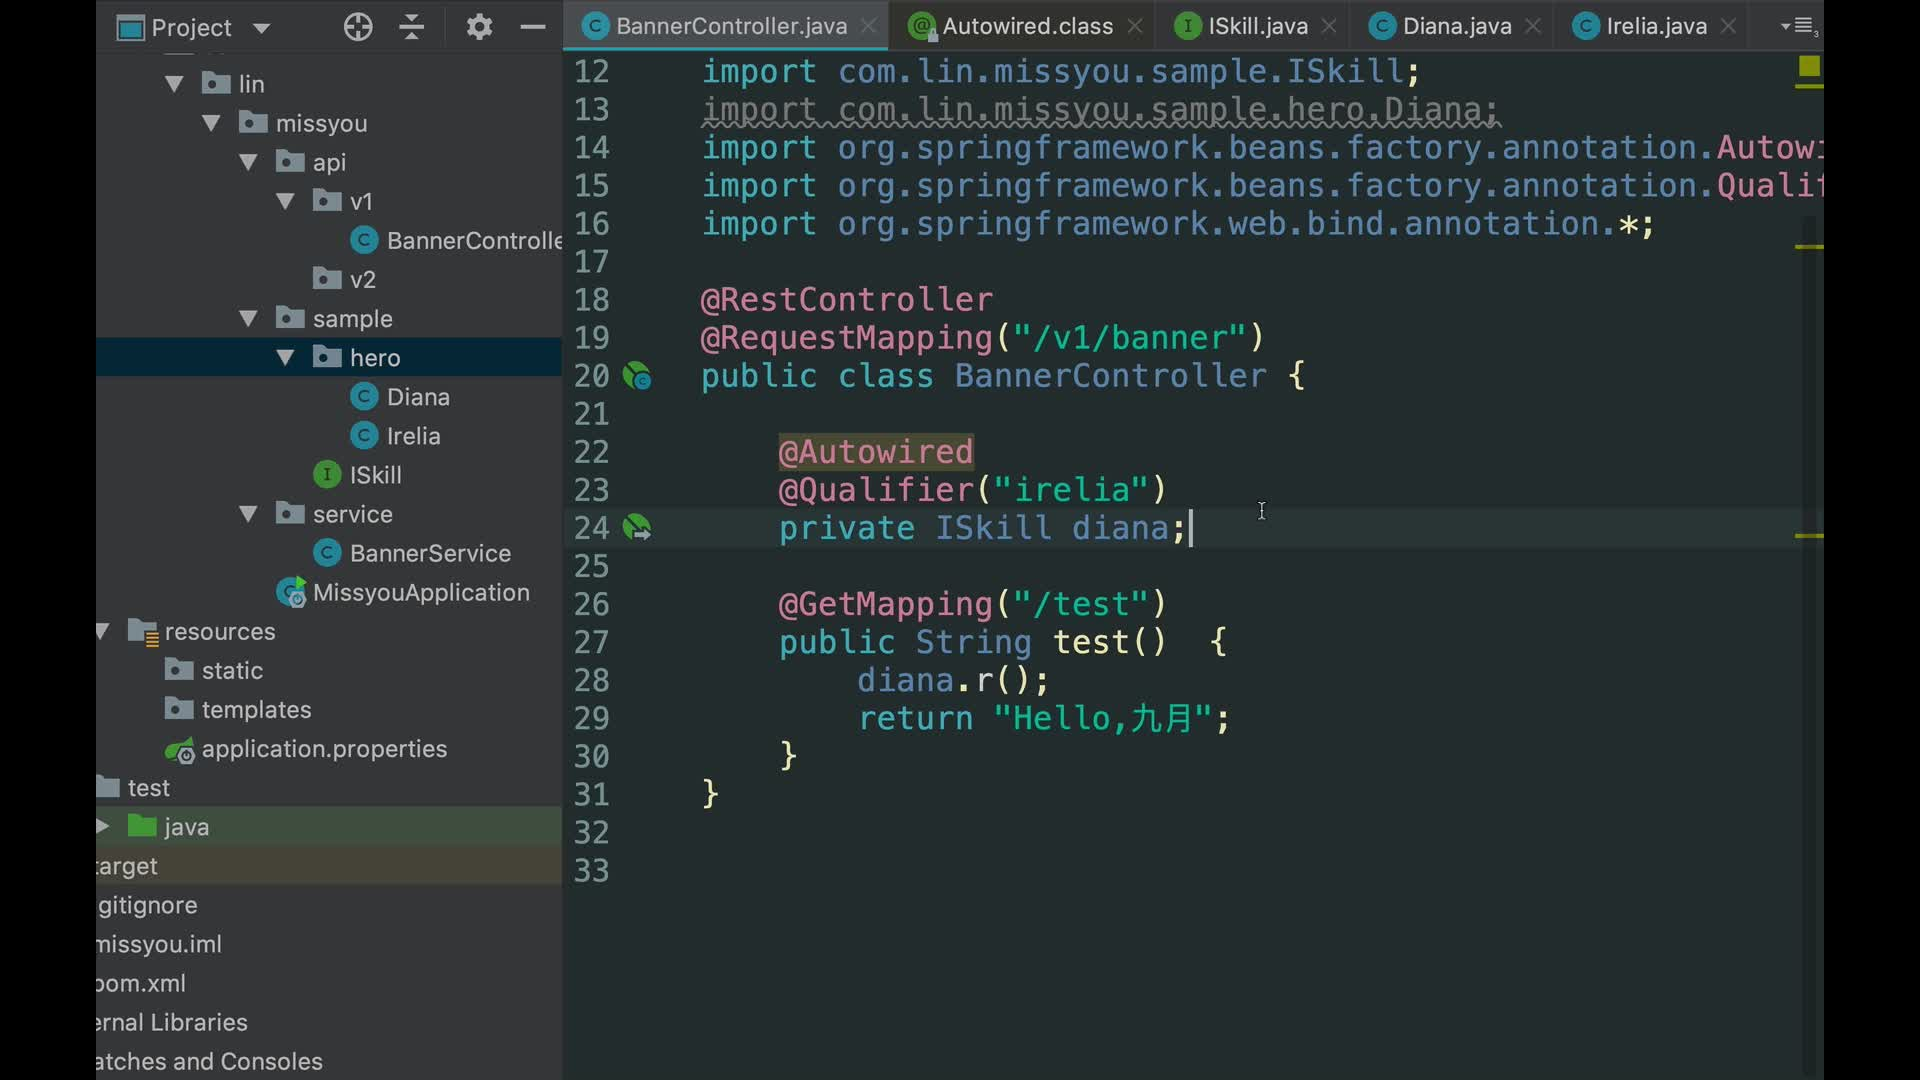 Project
BannerController.java
Autowired.class
ISkill.java
Diana.java
Irelia.java
lin
missyou
api
v1
BannerControlle
v2
sample
hero
Diana
Irelia
ISkill
service
BannerService
MissyouApplication
resources
static
templates
application.properties
test
java
target
gitignore
missyou.iml
pom.xml
ernal Libraries
atches and Consoles
12 import com.lin.missyou.sample.ISkill;
13 import com.lin.missyou.sample.hero.Diana;
14 import org.springframework.beans.factory.annotation.Autowi
15 import org.springframework.beans.factory.annotation.Qualif
16 import org.springframework.web.bind.annotation.*;
17
18 @RestController
19 @RequestMapping("/v1/banner")
20 public class BannerController {
21
22 @Autowired
23 @Qualifier("irelia")
24 private ISkill diana;
25
26 @GetMapping("/test")
27 public String test() {
28 diana.r();
29 return "Hello,九月";
30 }
31 }
32
33